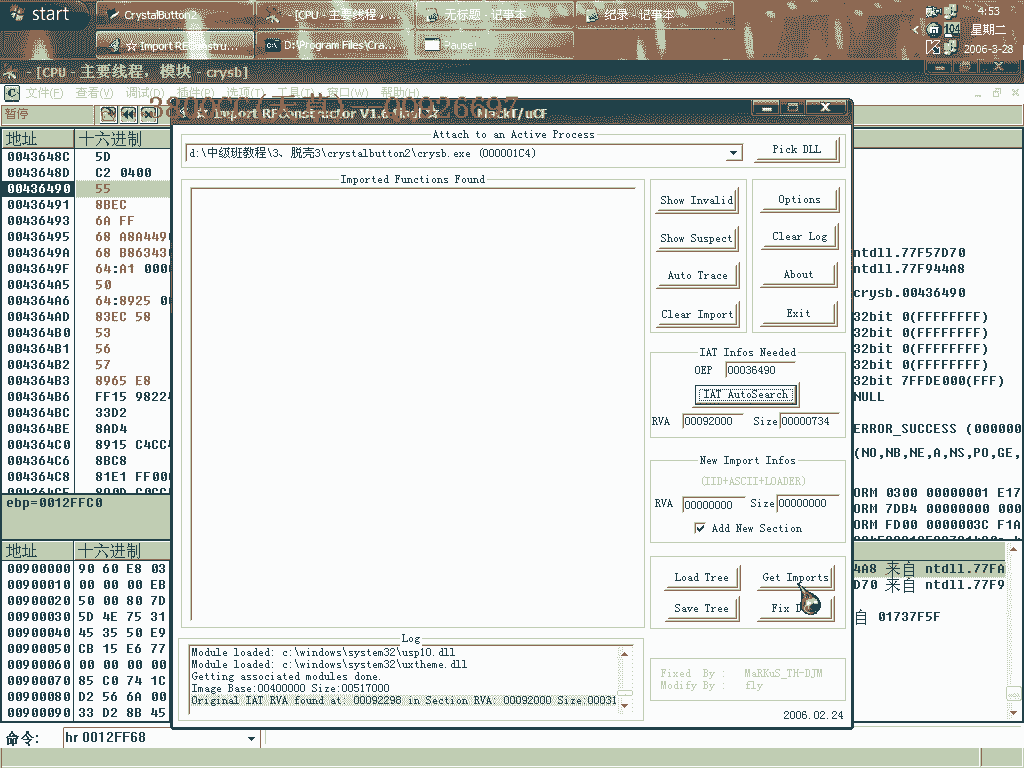 start
CrystalButton2
- [CPU - 主要线程,...
无标题 - 记事本
纪录 - 记事本
4:53
104
星期二
☆ Import REConstru...
D:\Program Files\Cra...
Pause!
2006-3-28
- [CPU - 主要线程, 模块 - crysb]
文件(F) 查看(V) 调试(D) 插件(P) 选项(T) 窗口(W) 帮助(H)
暂停
地址 十六进制
0043648C 5D
0043648D C2 0400
00436490 55
00436491 8BEC
00436493 6A FF
00436495 68 A8A449
0043649A 68 B86343
0043649F 64:A1 000
004364A5 50
004364A6 64:8925 0
004364AD 83EC 58
004364B0 53
004364B1 56
004364B2 57
004364B3 8965 E8
004364B6 FF15 9822
004364BC 33D2
004364BE 8AD4
004364C0 8915 C4CC
004364C6 8BC8
004364C8 81E1 FF00
ebp=0012FFC0
地址 十六进制
00900000 90 60 E8 03
00900010 00 00 00 EB
00900020 50 00 80 7D
00900030 5D 4E 75 31
00900040 45 35 50 E9
00900050 CB 15 E6 77
00900060 00 00 00 00
00900070 85 C0 74 1C
00900080 D2 56 6A 00
00900090 33 D2 8B 45
命令: hr 0012FF68
Attach to an Active Process
d:\中级班教程\3、脱壳3\crystalbutton2\crysb.exe (000001C4)
Pick DLL
Imported Functions Found
Show Invalid
Options
Show Suspect
Clear Log
Auto Trace
About
Clear Import
Exit
IAT Infos Needed
OEP 00036490
IAT AutoSearch
RVA 00092000 Size 00000734
New Import Infos
(IID+ASCII+LOADER)
RVA 00000000 Size 00000000
Add New Section
Load Tree
Get Imports
Save Tree
Fix
Log
Module loaded: c:\windows\system32\usp10.dll
Module loaded: c:\windows\system32\uxtheme.dll
Getting associated modules done.
Image Base:00400000 Size:00517000
Original IAT RVA found at: 00092298 in Section RVA: 00092000 Size:00031
Fixed By : MaRKuS_TH-DJM
Modify By : fly
2006.02.24
ntdll.77F57D70
ntdll.77F944A8
crysb.00436490
32bit 0(FFFFFFFF)
32bit 0(FFFFFFFF)
32bit 0(FFFFFFFF)
32bit 0(FFFFFFFF)
32bit 7FFDE000(FFF)
NULL
ERROR_SUCCESS (000000
(NO,NB,NE,A,NS,PO,GE,
ORM 0300 00000001 E17
ORM 7DB4 00000000 000
ORM FD00 0000003C F1A
4A8 来自 ntdll.77FA
D70 来自 ntdll.77F9
自 01737F5F